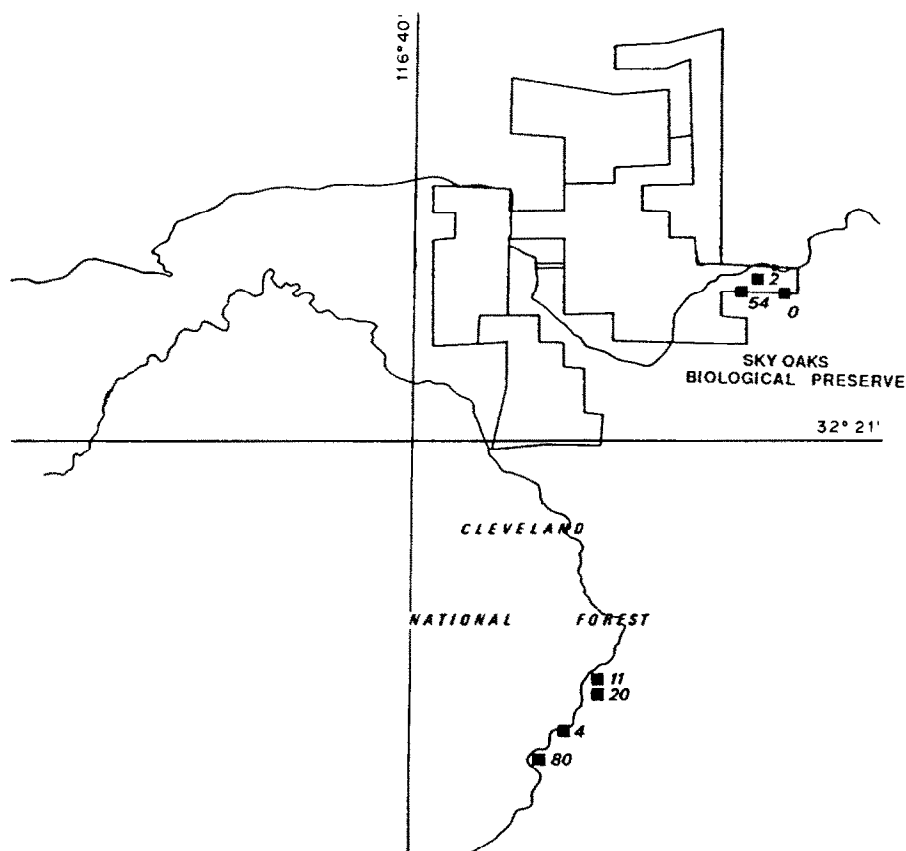 116° 40'
2
54
0
SKY OAKS
BIOLOGICAL PRESERVE
32° 21'
CLEVELAND
NATIONAL FOREST
11
20
4
80